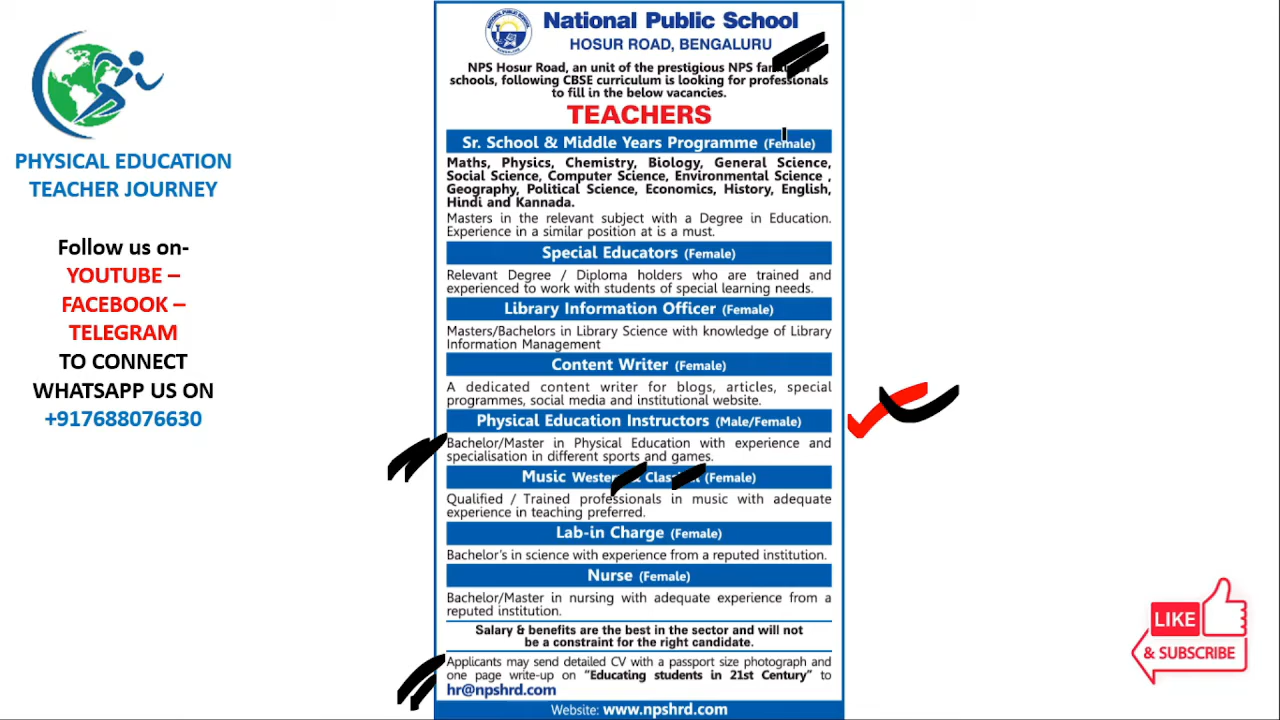 PHYSICAL EDUCATION
TEACHER JOURNEY
Follow us on-
YOUTUBE –
FACEBOOK –
TELEGRAM
TO CONNECT
WHATSAPP US ON
+917688076630
National Public School
HOSUR ROAD, BENGALURU
NPS Hosur Road, an unit of the prestigious NPS
schools, following CBSE curriculum is looking for professionals
to fill in the below vacancies.
TEACHERS
Sr. School & Middle Years Programme (Female)
Maths, Physics, Chemistry, Biology, General Science,
Social Science, Computer Science, Environmental Science ,
Geography, Political Science, Economics, History, English,
Hindi and Kannada.
Masters in the relevant subject with a Degree in Education.
Experience in a similar position at is a must.
Special Educators (Female)
Relevant Degree / Diploma holders who are trained and
experienced to work with students of special learning needs.
Library Information Officer (Female)
Masters/Bachelors in Library Science with knowledge of Library
Information Management
Content Writer (Female)
A dedicated content writer for blogs, articles, special
programmes, social media and institutional website.
Physical Education Instructors (Male/Female)
Bachelor/Master in Physical Education with experience and
specialisation in different sports and games.
Music (Female)
Qualified / Trained professionals in music with adequate
experience in teaching preferred.
Lab-in Charge (Female)
Bachelor's in science with experience from a reputed institution.
Nurse (Female)
Bachelor/Master in nursing with adequate experience from a
reputed institution.
Salary & benefits are the best in the sector and will not
be a constraint for the right candidate.
Applicants may send detailed CV with a passport size photograph and
one page write-up on “Educating students in 21st Century” to
hr@npshrd.com
Website: www.npshrd.com
LIKE
& SUBSCRIBE